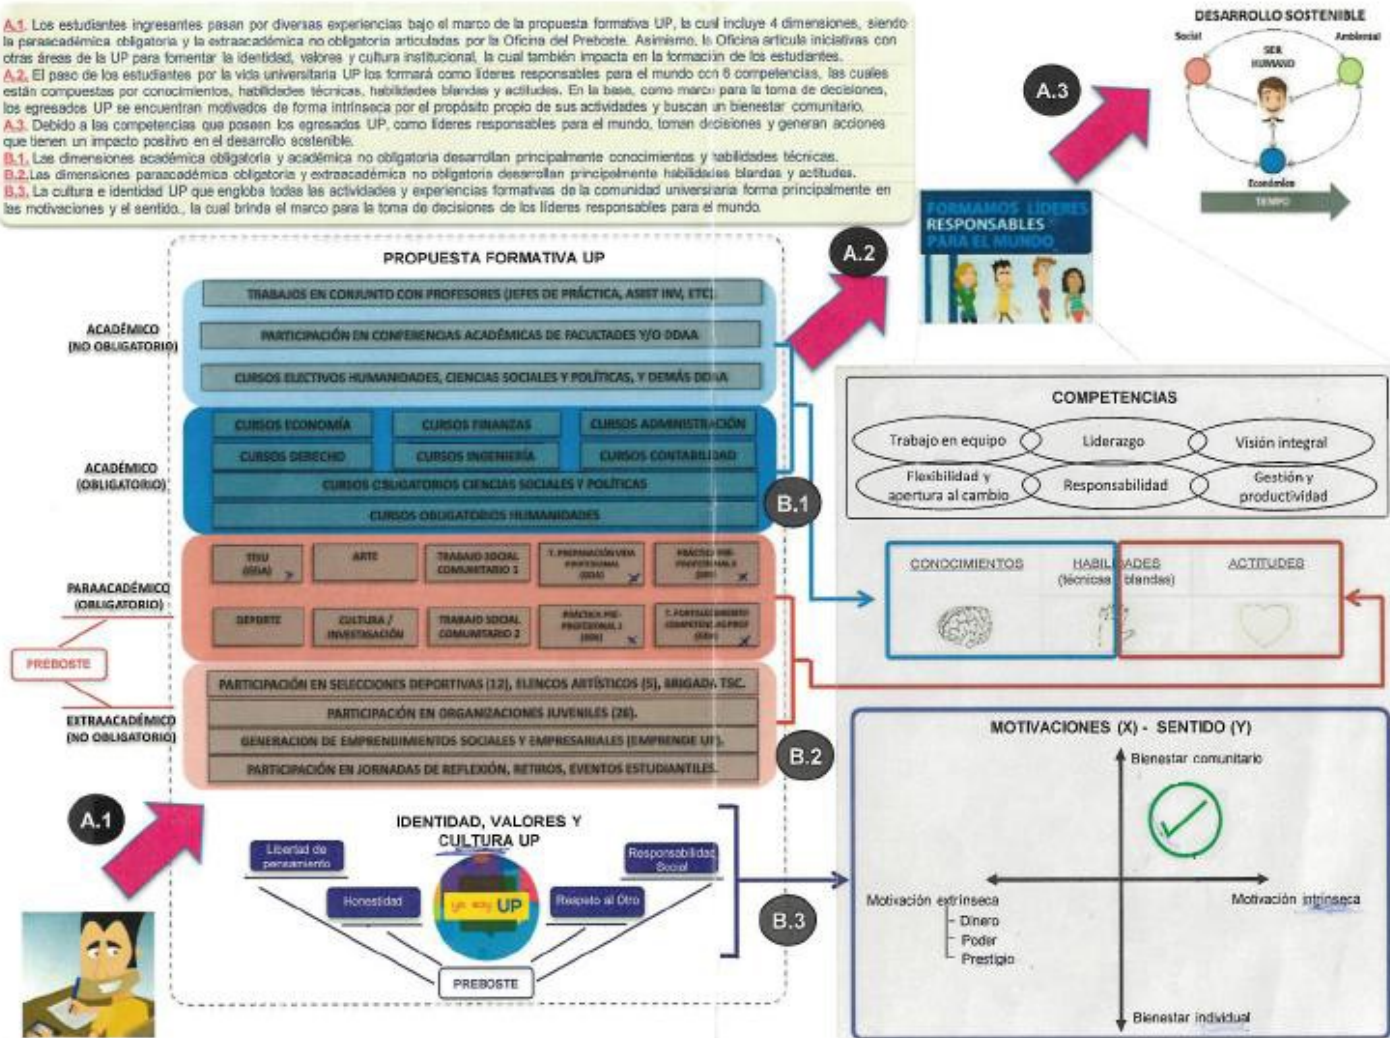 A.1. Los estudiantes ingresantes pasan por diversas experiencias bajo el marco de la propuesta formativa UP, la cual incluye 4 dimensiones, siendo
la paraacadémica obligatoria y la extraacadémica no obligatoria articuladas por la Oficina del Preboste. Asimismo, la Oficina articula iniciativas con
otras áreas de la UP para fomentar la identidad, valores y cultura institucional, la cual también impacta en la formación de los estudiantes.
A.2. El paso de los estudiantes por la vida universitaria UP los formará como líderes responsables para el mundo con 6 competencias, las cuales
están compuestas por conocimientos, habilidades técnicas, habilidades blandas y actitudes. En la base, como marco para la toma de decisiones,
los egresados UP se encuentran motivados de forma intrínseca por el propósito propio de sus actividades y buscan un bienestar comunitario.
A.3. Debido a las competencias que poseen los egresados UP, como líderes responsables para el mundo, toman decisiones y generan acciones
que tienen un impacto positivo en el desarrollo sostenible.
B.1. Las dimensiones académica obligatoria y académica no obligatoria desarrollan principalmente conocimientos y habilidades técnicas.
B.2.Las dimensiones paraacadémica obligatoria y extraacadémica no obligatoria desarrollan principalmente habilidades blandas y actitudes.
B.3. La cultura e identidad UP que engloba todas las actividades y experiencias formativas de la comunidad universitaria forma principalmente en
las motivaciones y el sentido., la cual brinda el marco para la toma de decisiones de los líderes responsables para el mundo.
DESARROLLO SOSTENIBLE
Social
Ambiental
SER
HUMANO
Económico
TIEMPO
A.3
FORMAMOS LÍDERES
RESPONSABLES
PARA EL MUNDO
A.2
PROPUESTA FORMATIVA UP
ACADÉMICO
(NO OBLIGATORIO)
TRABAJOS EN CONJUNTO CON PROFESORES (JEFES DE PRÁCTICA, ASIST INV, ETC).
PARTICIPACIÓN EN CONFERENCIAS ACADÉMICAS DE FACULTADES Y/O DDAA
CURSOS ELECTIVOS HUMANIDADES, CIENCIAS SOCIALES Y POLÍTICAS, Y DEMÁS DDAA
ACADÉMICO
(OBLIGATORIO)
CURSOS ECONOMÍA
CURSOS FINANZAS
CURSOS ADMINISTRACIÓN
CURSOS DERECHO
CURSOS INGENIERÍA
CURSOS CONTABILIDAD
CURSOS OBLIGATORIOS CIENCIAS SOCIALES Y POLÍTICAS
CURSOS OBLIGATORIOS HUMANIDADES
B.1
PARAACADÉMICO
(OBLIGATORIO)
ARTE
TRABAJO SOCIAL
COMUNITARIO 1
T. PREPARACIÓN VIDA
PROFESIONAL
PRÁCTICA PRE-
PROFESIONAL
DEPORTE
CULTURA /
INVESTIGACIÓN
TRABAJO SOCIAL
COMUNITARIO 2
PRÁCTICA PRE-
PROFESIONAL
T. FORTALECIMIENTO
COMPETENCIAS PROF
PREBOSTE
EXTRAACADÉMICO
(NO OBLIGATORIO)
PARTICIPACIÓN EN SELECCIONES DEPORTIVAS (12), ELENCOS ARTÍSTICOS (5), BRIGADA TSC.
PARTICIPACIÓN EN ORGANIZACIONES JUVENILES (26).
GENERACION DE EMPRENDIMIENTOS SOCIALES Y EMPRESARIALES (EMPRENDE UP).
PARTICIPACIÓN EN JORNADAS DE REFLEXIÓN, RETIROS, EVENTOS ESTUDIANTILES.
B.2
A.1
IDENTIDAD, VALORES Y
CULTURA UP
Libertad de
pensamiento
Honestidad
yo soy UP
Respeto al Otro
Responsabilidad
Social
PREBOSTE
B.3
COMPETENCIAS
Trabajo en equipo
Liderazgo
Visión integral
Flexibilidad y
apertura al cambio
Responsabilidad
Gestión y
productividad
CONOCIMIENTOS
HABILIDADES
(técnicas blandas)
ACTITUDES
MOTIVACIONES (X) - SENTIDO (Y)
Bienestar comunitario
Motivación extrínseca
- Dinero
- Poder
- Prestigio
Motivación intrínseca
Bienestar individual